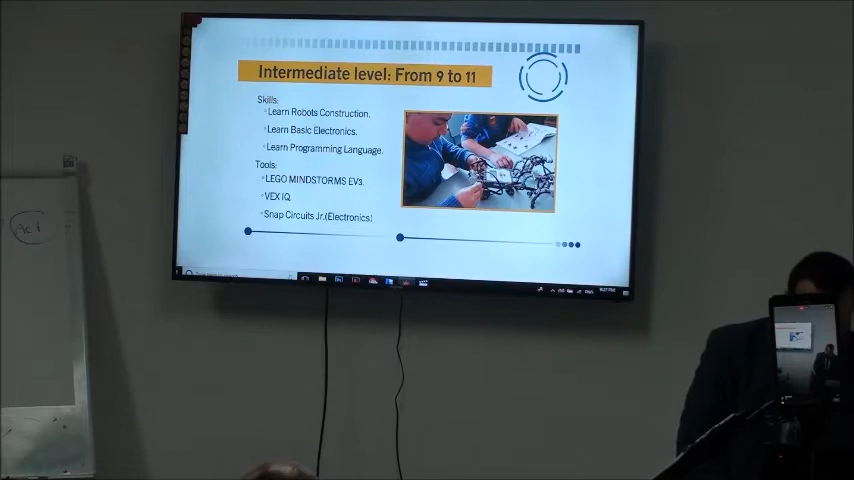 Intermediate level: From 9 to 11
Skills:
Learn Robots Construction.
Learn Basic Electronics.
Learn Programming Language.
Tools:
LEGO MINDSTORMS EV3.
VEX IQ.
Snap Circuits Jr.(Electronics)